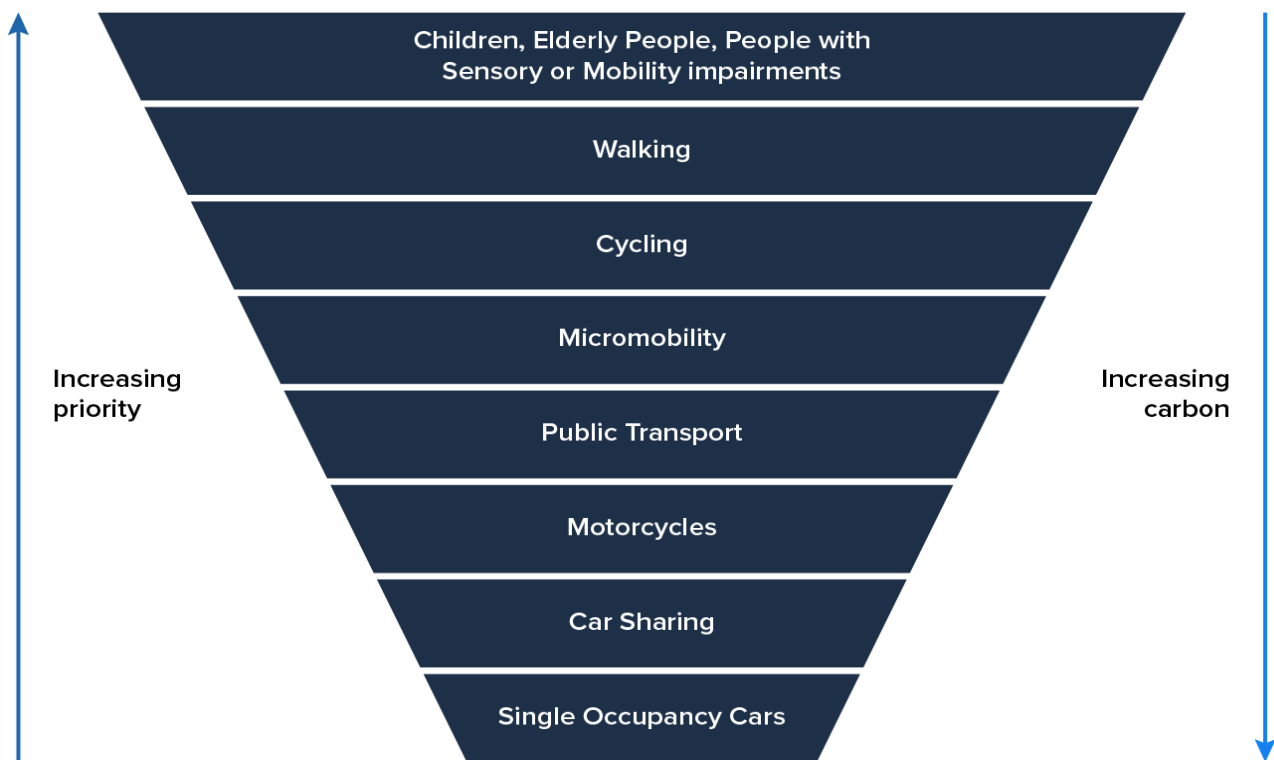 Children, Elderly People, People with
Sensory or Mobility impairments
Walking
Cycling
Micromobility
Increasing
priority
Increasing
carbon
Public Transport
Motorcycles
Car Sharing
Single Occupancy Cars